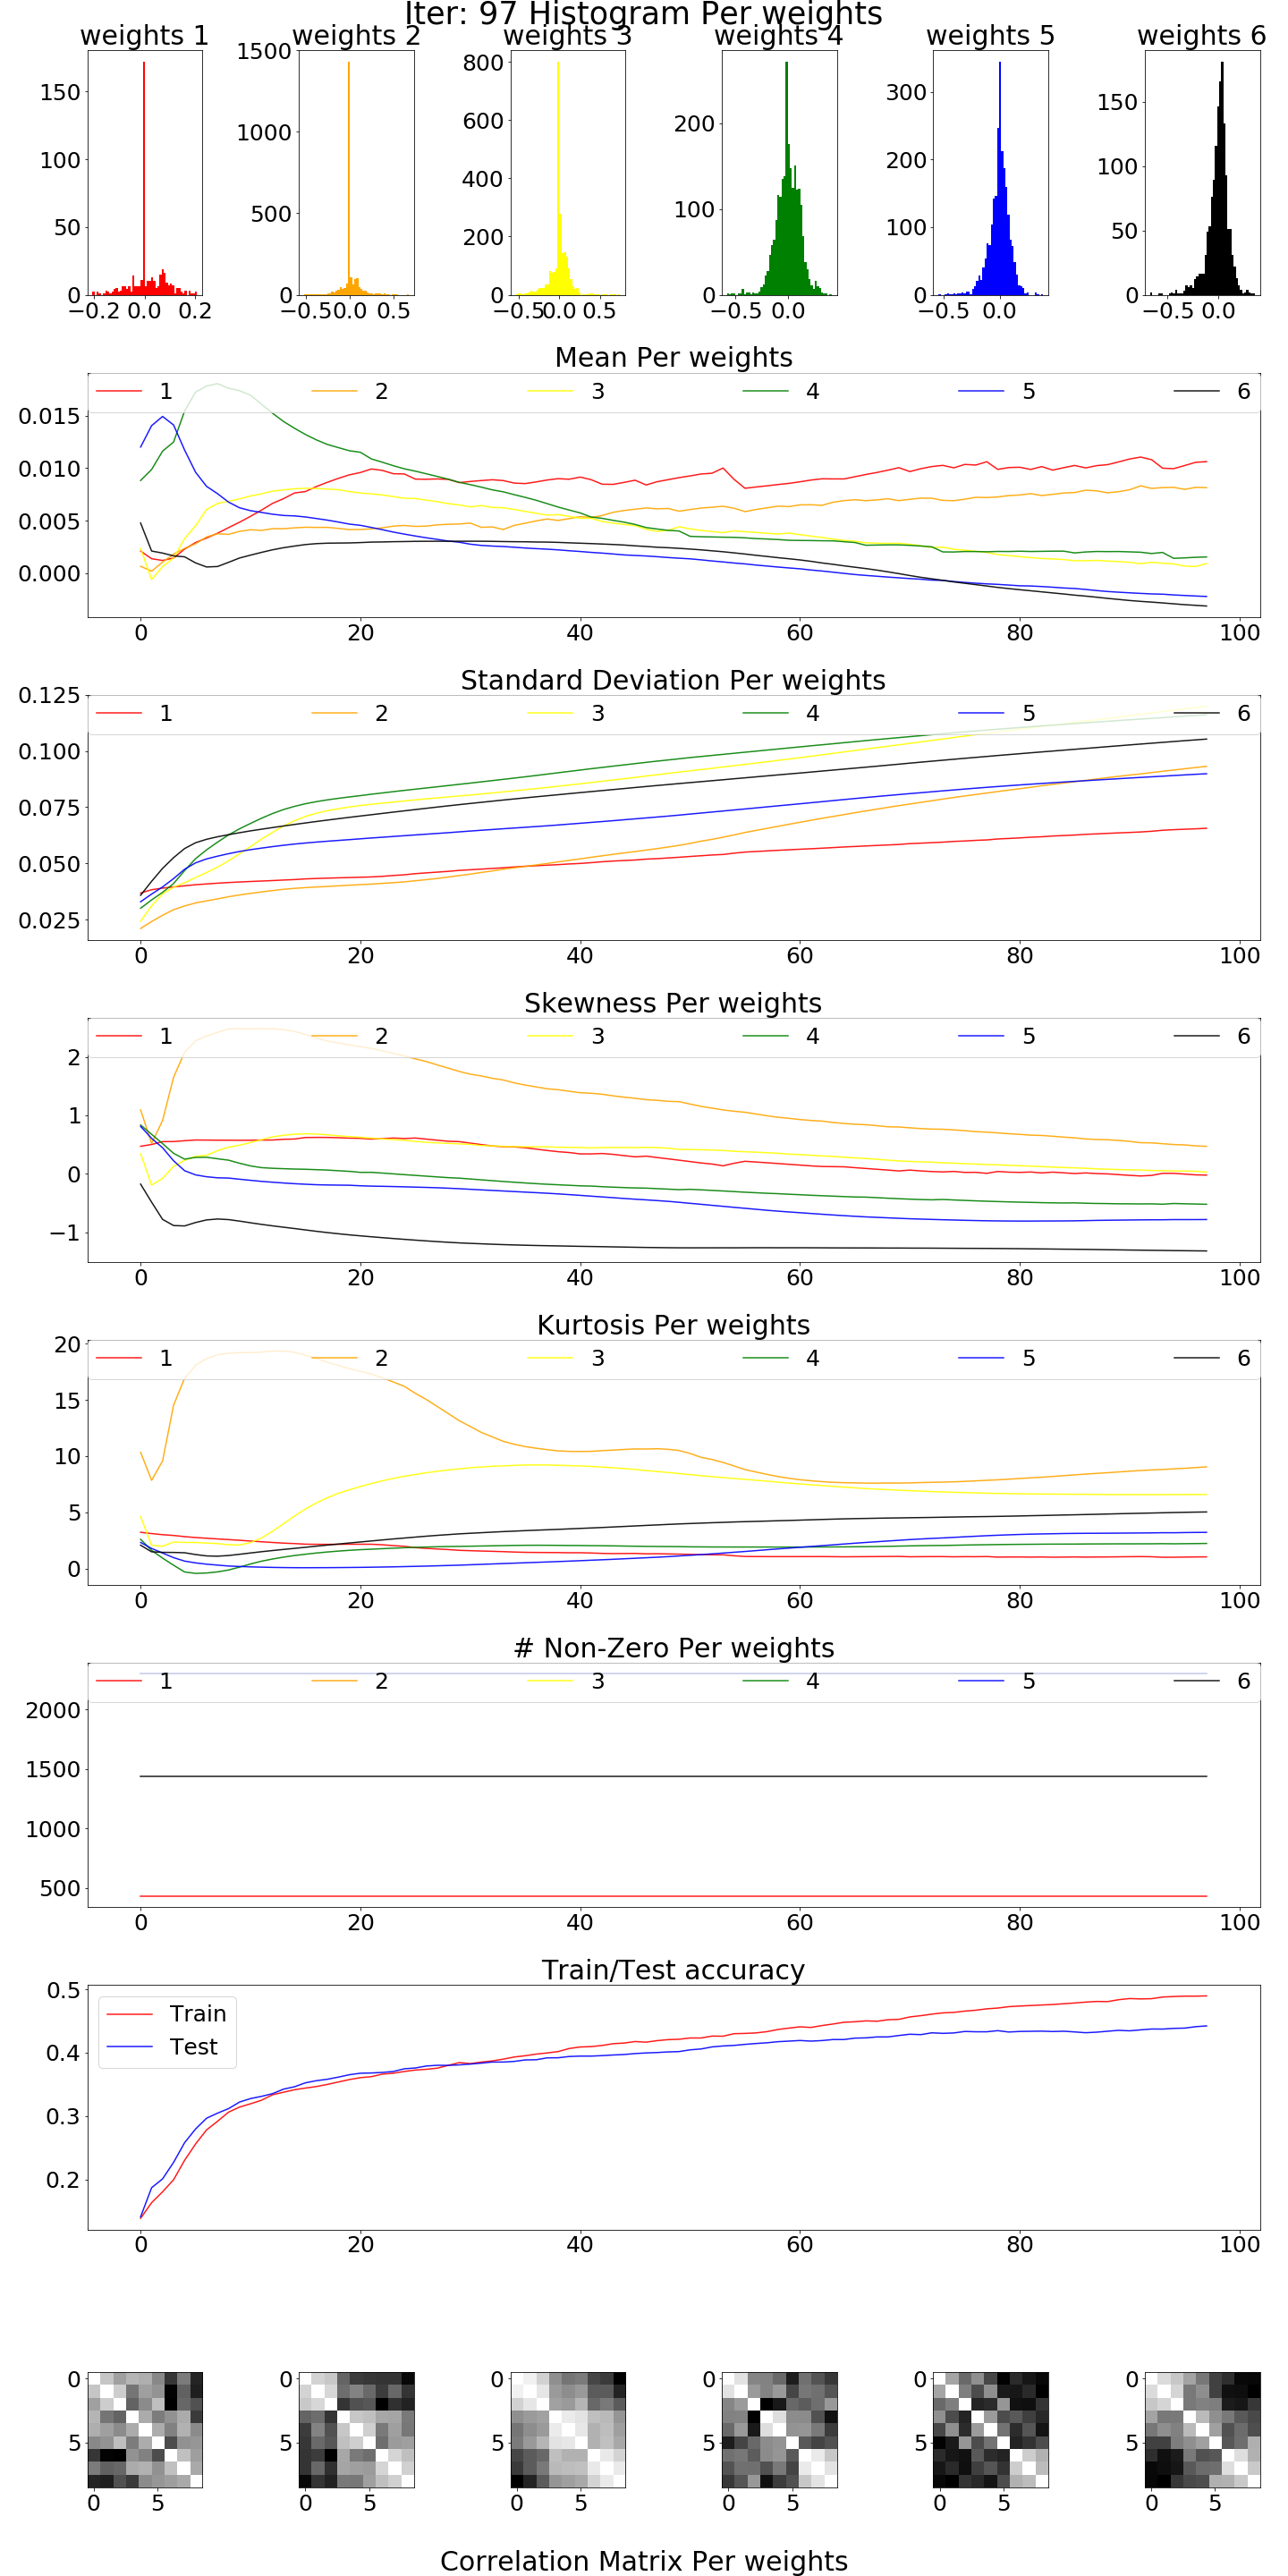 Iter: 97 Histogram Per weights
weights 1 weights 2 weights 3 weights 4 weights 5 weights 6
150
100
50
0
−0.2 0.0 0.2
1500
1000
500
0
−0.5 0.0 0.5
800
600
400
200
0
−0.5 0.0 0.5
200
100
0
−0.5 0.0
300
200
100
0
−0.5 0.0
150
100
50
0
−0.5 0.0
Mean Per weights
1 2 3 4 5 6
0.015
0.010
0.005
0.000
0 20 40 60 80 100
Standard Deviation Per weights
1 2 3 4 5 6
0.125
0.100
0.075
0.050
0.025
0 20 40 60 80 100
Skewness Per weights
1 2 3 4 5 6
2
1
0
−1
0 20 40 60 80 100
Kurtosis Per weights
1 2 3 4 5 6
20
15
10
5
0
0 20 40 60 80 100
# Non-Zero Per weights
1 2 3 4 5 6
2000
1500
1000
500
0 20 40 60 80 100
Train/Test accuracy
Train
Test
0.5
0.4
0.3
0.2
0 20 40 60 80 100
0 0 0 0 0 0
5 5 5 5 5 5
0 5 0 5 0 5 0 5 0 5 0 5
Correlation Matrix Per weights